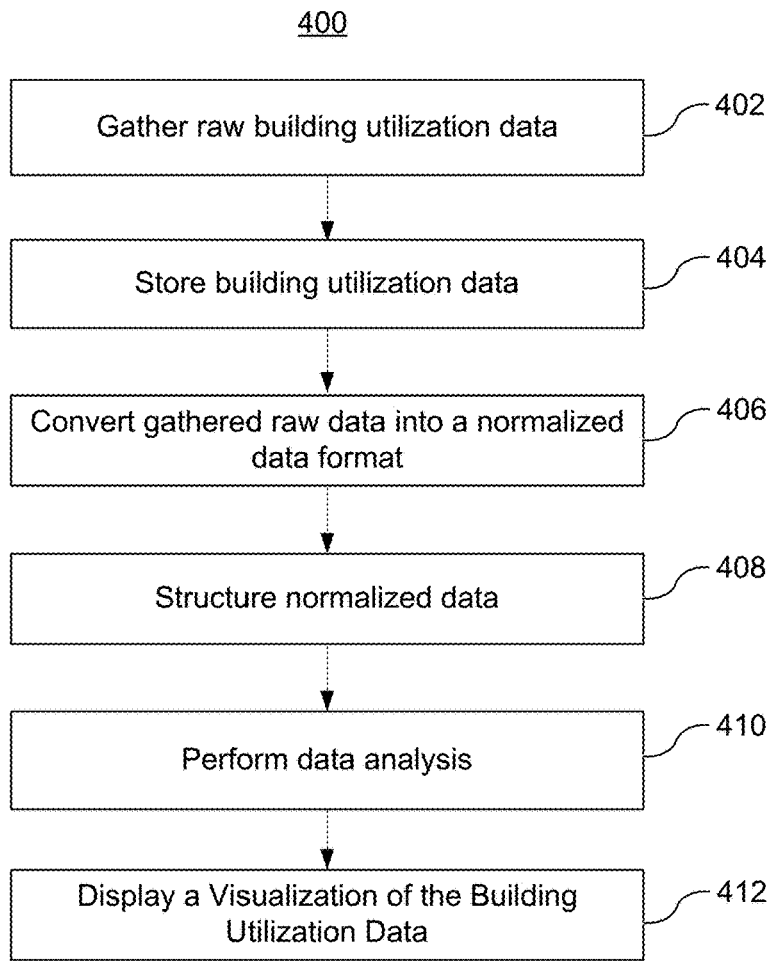 400
Gather raw building utilization data
402
Store building utilization data
404
Convert gathered raw data into a normalized
data format
406
Structure normalized data
408
Perform data analysis
410
Display a Visualization of the Building
Utilization Data
412